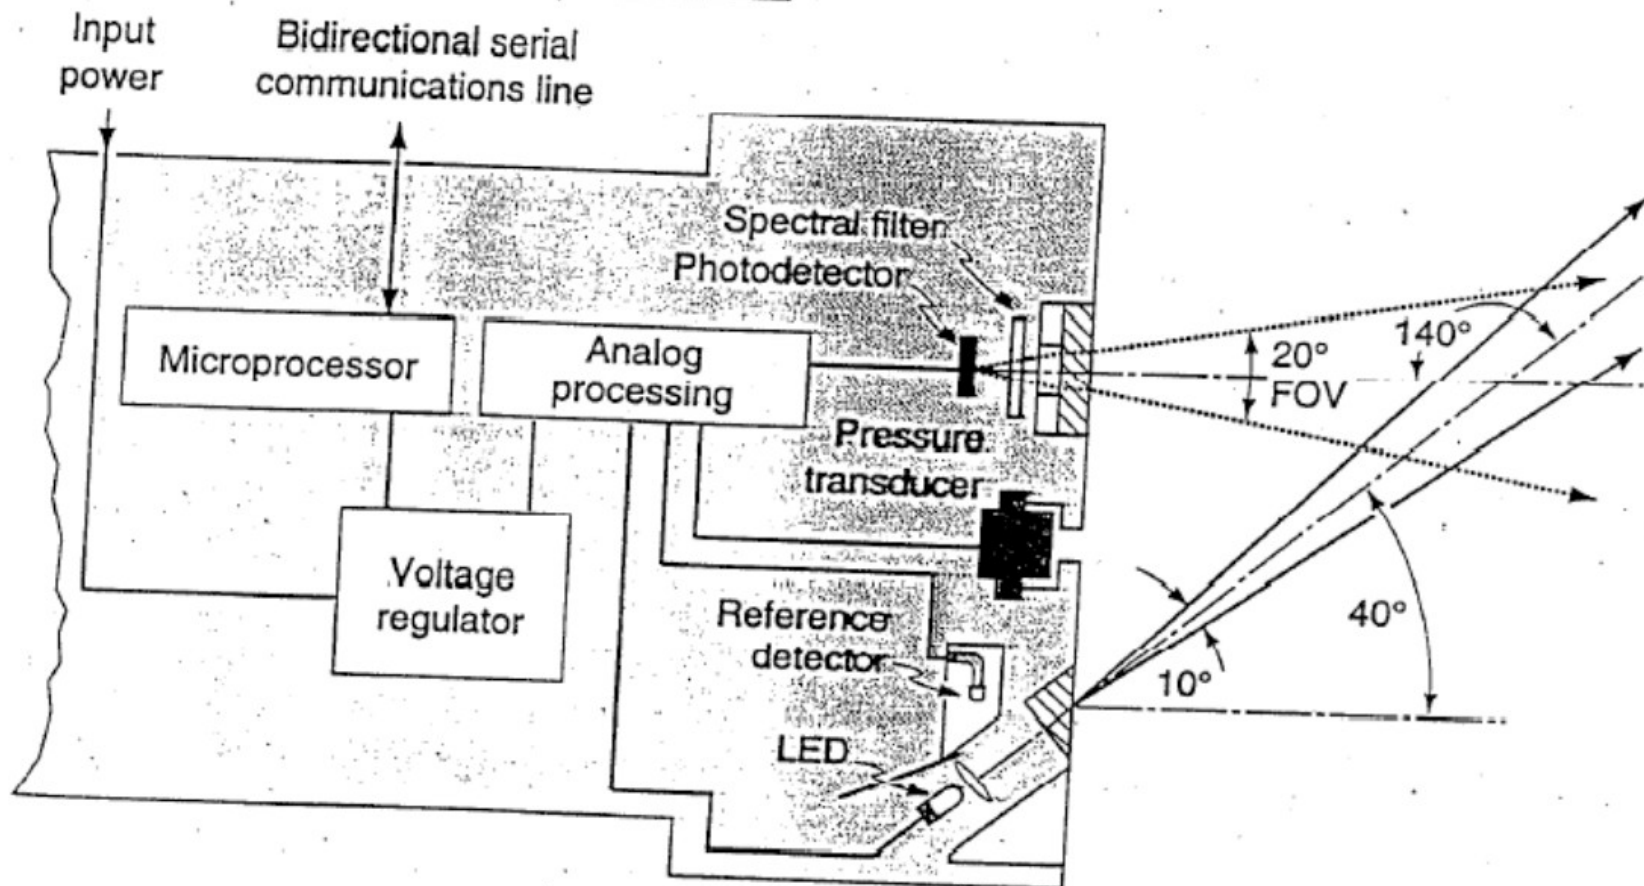 Input
power
Bidirectional serial
communications line
Spectral filter
Photodetector
Microprocessor
Analog
processing
20°
FOV
140°
Pressure
transducer
Voltage
regulator
Reference
detector
10°
40°
LED